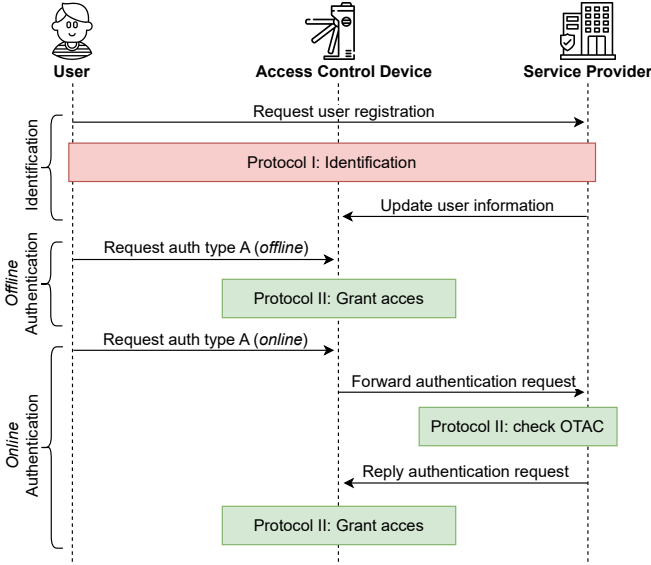 User
Access Control Device
Service Provider
Identification
Request user registration
Protocol I: Identification
Update user information
Offline
Authentication
Request auth type A (offline)
Protocol II: Grant acces
Online
Authentication
Request auth type A (online)
Forward authentication request
Protocol II: check OTAC
Reply authentication request
Protocol II: Grant acces